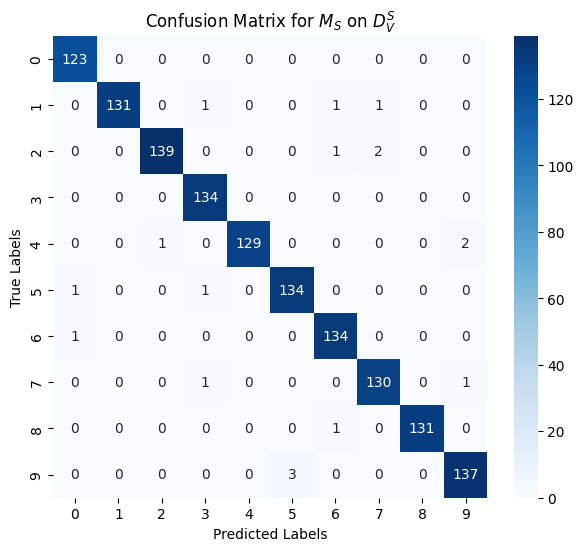 Confusion Matrix for $M_S$ on $D_V^S$
True Labels
0 123 0 0 0 0 0 0 0 0 0
1 0 131 0 1 0 0 1 1 0 0
2 0 0 139 0 0 0 1 2 0 0
3 0 0 0 134 0 0 0 0 0 0
4 0 0 1 0 129 0 0 0 0 2
5 1 0 0 1 0 134 0 0 0 0
6 1 0 0 0 0 0 134 0 0 0
7 0 0 0 1 0 0 0 130 0 1
8 0 0 0 0 0 0 1 0 131 0
9 0 0 0 0 0 3 0 0 0 137
0 1 2 3 4 5 6 7 8 9
Predicted Labels
120
100
80
60
40
20
0